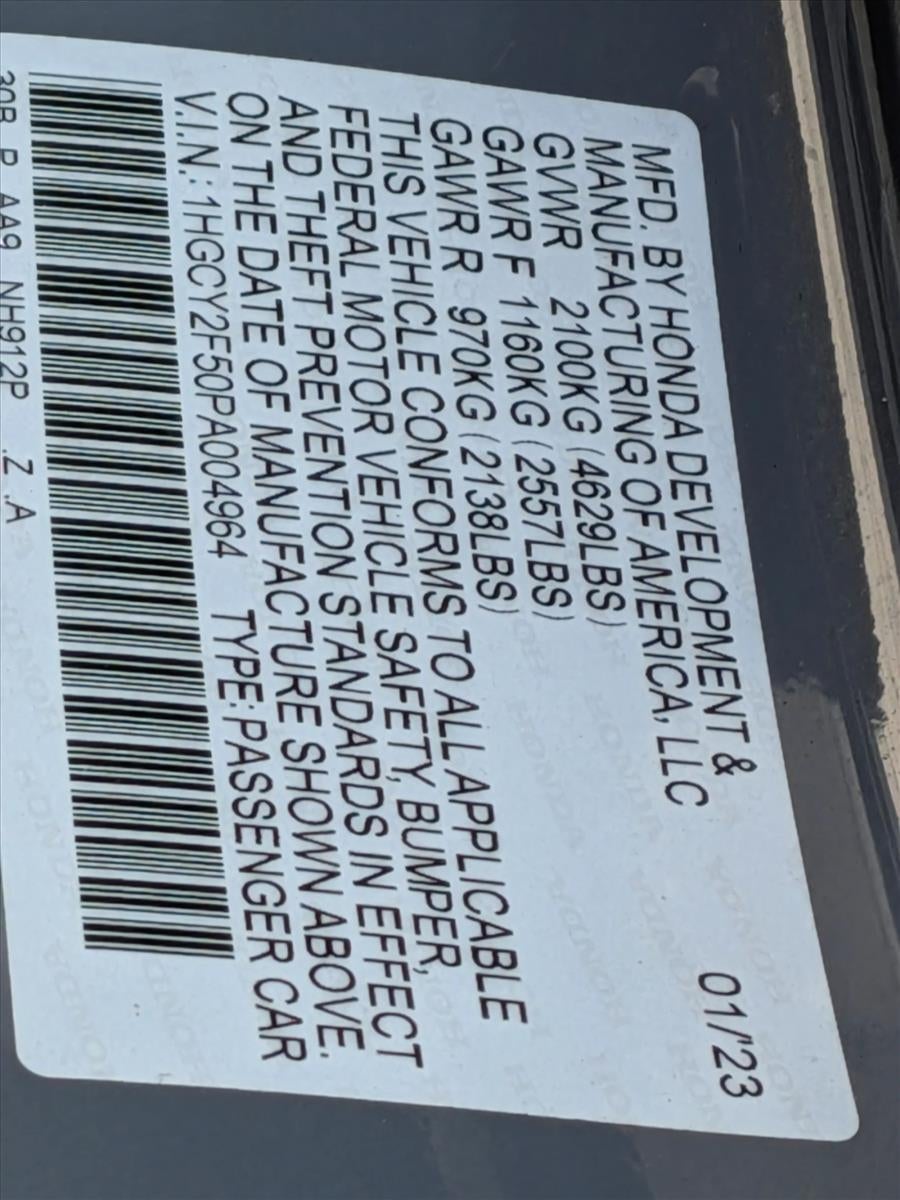 MFD. BY HONDA DEVELOPMENT & 01/'23
MANUFACTURING OF AMERICA, LLC
GVWR 2100KG (4629LBS)
GAWR F 1160KG (2557LBS)
GAWR R 970KG (2138LBS)
THIS VEHICLE CONFORMS TO ALL APPLICABLE
FEDERAL MOTOR VEHICLE SAFETY, BUMPER,
AND THEFT PREVENTION STANDARDS IN EFFECT
ON THE DATE OF MANUFACTURE SHOWN ABOVE.
V.I.N.: 1HGCY2F50PA004964 TYPE: PASSENGER CAR
30B P AA9 NH912P .Z .A